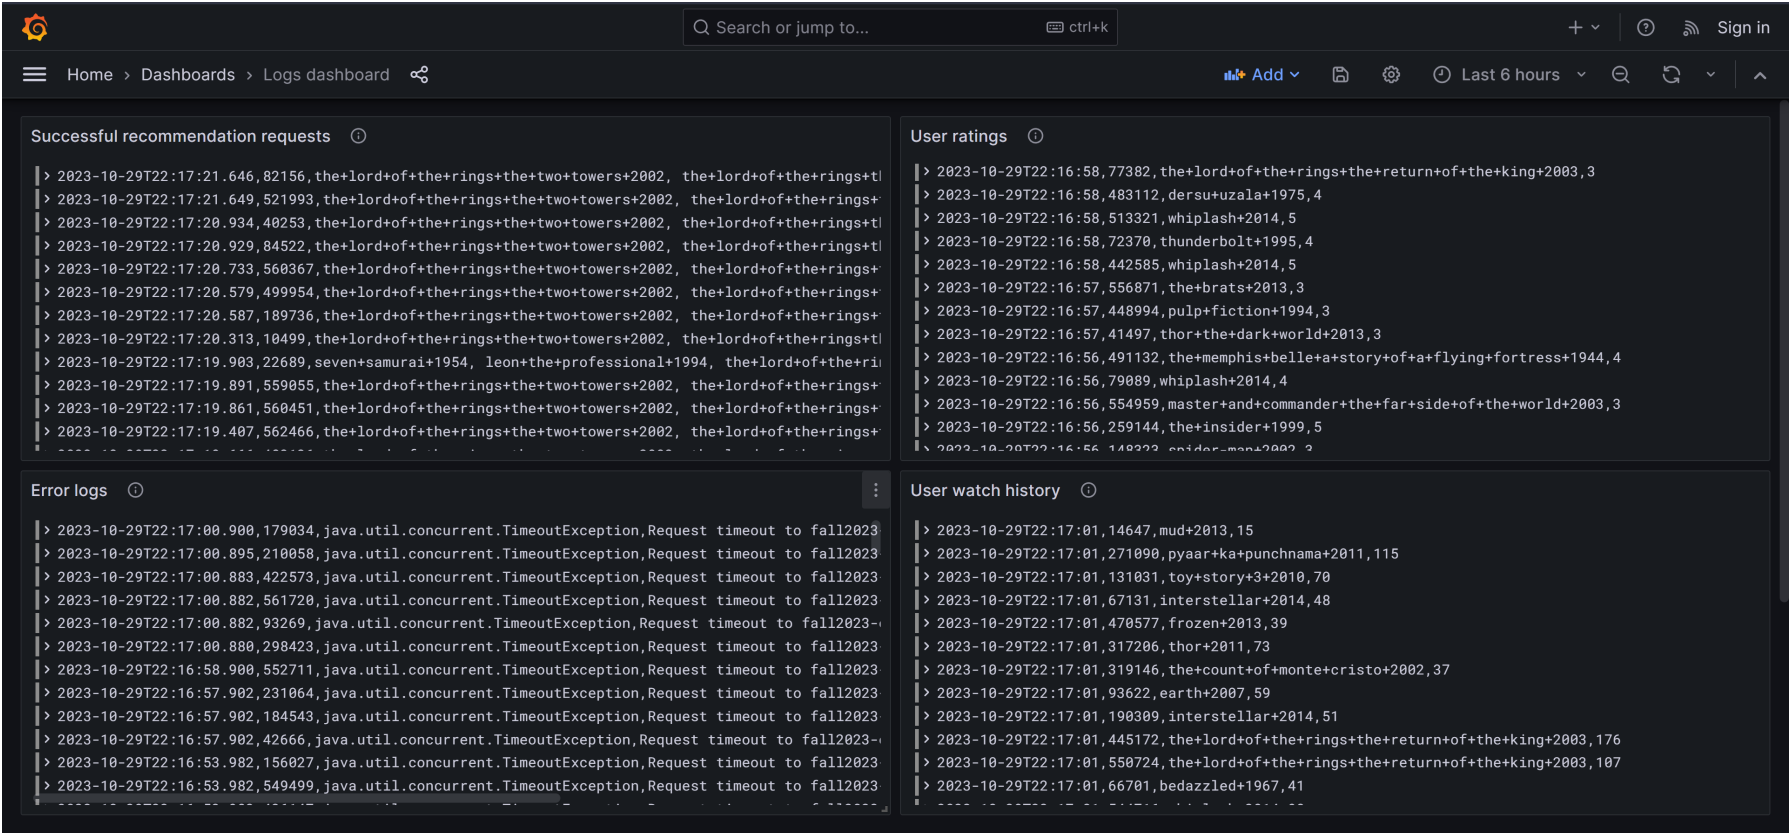 Search or jump to... ctrl+k Sign in
Home › Dashboards › Logs dashboard Add Last 6 hours
Successful recommendation requests
2023-10-29T22:17:21.646,82156,the+lord+of+the+rings+the+two+towers+2002, the+lord+of+the+rings+t
2023-10-29T22:17:21.649,521993,the+lord+of+the+rings+the+two+towers+2002, the+lord+of+the+rings+
2023-10-29T22:17:20.934,40253,the+lord+of+the+rings+the+two+towers+2002, the+lord+of+the+rings+t
2023-10-29T22:17:20.929,84522,the+lord+of+the+rings+the+two+towers+2002, the+lord+of+the+rings+t
2023-10-29T22:17:20.733,560367,the+lord+of+the+rings+the+two+towers+2002, the+lord+of+the+rings+
2023-10-29T22:17:20.579,499954,the+lord+of+the+rings+the+two+towers+2002, the+lord+of+the+rings+
2023-10-29T22:17:20.587,189736,the+lord+of+the+rings+the+two+towers+2002, the+lord+of+the+rings+
2023-10-29T22:17:20.313,10499,the+lord+of+the+rings+the+two+towers+2002, the+lord+of+the+rings+t
2023-10-29T22:17:19.903,22689,seven+samurai+1954, leon+the+professional+1994, the+lord+of+the+ri
2023-10-29T22:17:19.891,559055,the+lord+of+the+rings+the+two+towers+2002, the+lord+of+the+rings+
2023-10-29T22:17:19.861,560451,the+lord+of+the+rings+the+two+towers+2002, the+lord+of+the+rings+
2023-10-29T22:17:19.407,562466,the+lord+of+the+rings+the+two+towers+2002, the+lord+of+the+rings+
User ratings
2023-10-29T22:16:58,77382,the+lord+of+the+rings+the+return+of+the+king+2003,3
2023-10-29T22:16:58,483112,dersu+uzala+1975,4
2023-10-29T22:16:58,513321,whiplash+2014,5
2023-10-29T22:16:58,72370,thunderbolt+1995,4
2023-10-29T22:16:58,442585,whiplash+2014,5
2023-10-29T22:16:57,556871,the+brats+2013,3
2023-10-29T22:16:57,448994,pulp+fiction+1994,3
2023-10-29T22:16:57,41497,thor+the+dark+world+2013,3
2023-10-29T22:16:56,491132,the+memphis+belle+a+story+of+a+flying+fortress+1944,4
2023-10-29T22:16:56,79089,whiplash+2014,4
2023-10-29T22:16:56,554959,master+and+commander+the+far+side+of+the+world+2003,3
2023-10-29T22:16:56,259144,the+insider+1999,5
2023-10-29T22:16:56,148323,spider-man+2002,3
Error logs
2023-10-29T22:17:00.900,179034,java.util.concurrent.TimeoutException,Request timeout to fall2023
2023-10-29T22:17:00.895,210058,java.util.concurrent.TimeoutException,Request timeout to fall2023
2023-10-29T22:17:00.883,422573,java.util.concurrent.TimeoutException,Request timeout to fall2023-
2023-10-29T22:17:00.882,561720,java.util.concurrent.TimeoutException,Request timeout to fall2023-
2023-10-29T22:17:00.882,93269,java.util.concurrent.TimeoutException,Request timeout to fall2023-
2023-10-29T22:17:00.880,298423,java.util.concurrent.TimeoutException,Request timeout to fall2023-
2023-10-29T22:16:58.900,552711,java.util.concurrent.TimeoutException,Request timeout to fall2023-
2023-10-29T22:16:57.902,231064,java.util.concurrent.TimeoutException,Request timeout to fall2023-
2023-10-29T22:16:57.902,184543,java.util.concurrent.TimeoutException,Request timeout to fall2023-
2023-10-29T22:16:57.902,42666,java.util.concurrent.TimeoutException,Request timeout to fall2023-
2023-10-29T22:16:53.982,156027,java.util.concurrent.TimeoutException,Request timeout to fall2023-
2023-10-29T22:16:53.982,549499,java.util.concurrent.TimeoutException,Request timeout to fall2023-
User watch history
2023-10-29T22:17:01,14647,mud+2013,15
2023-10-29T22:17:01,271090,pyaar+ka+punchnama+2011,115
2023-10-29T22:17:01,131031,toy+story+3+2010,70
2023-10-29T22:17:01,67131,interstellar+2014,48
2023-10-29T22:17:01,470577,frozen+2013,39
2023-10-29T22:17:01,317206,thor+2011,73
2023-10-29T22:17:01,319146,the+count+of+monte+cristo+2002,37
2023-10-29T22:17:01,93622,earth+2007,59
2023-10-29T22:17:01,190309,interstellar+2014,51
2023-10-29T22:17:01,445172,the+lord+of+the+rings+the+return+of+the+king+2003,176
2023-10-29T22:17:01,550724,the+lord+of+the+rings+the+return+of+the+king+2003,107
2023-10-29T22:17:01,66701,bedazzled+1967,41